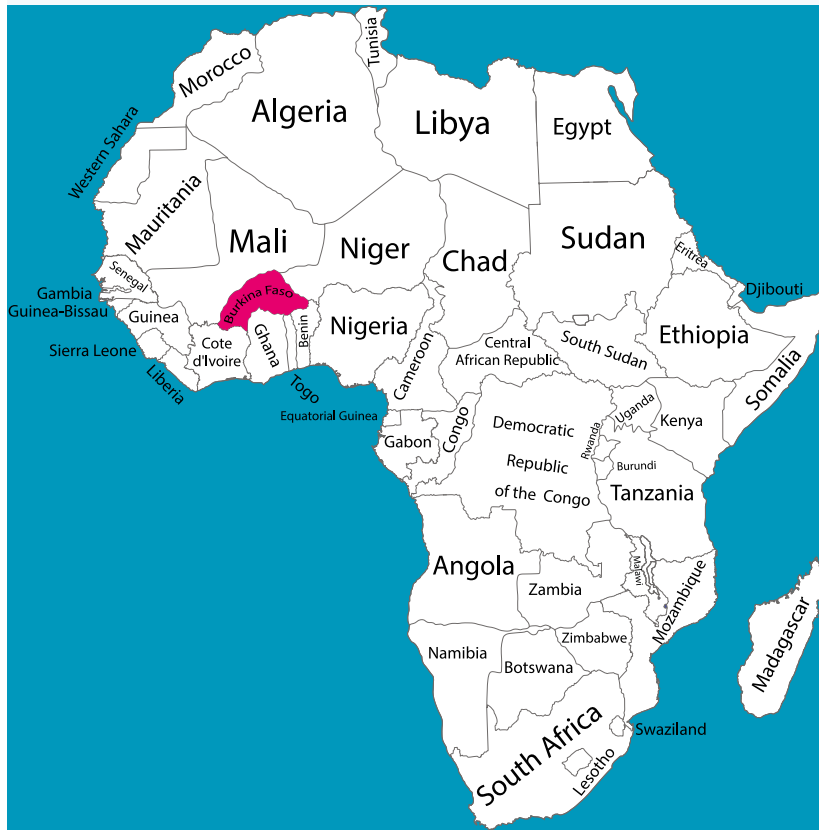 Tunisia
Morocco
Algeria
Libya
Egypt
Western Sahara
Mauritania
Mali
Niger
Chad
Sudan
Eritrea
Senegal
Gambia
Guinea-Bissau
Guinea
Burkina Faso
Djibouti
Sierra Leone
Liberia
Cote
d'Ivoire
Ghana
Togo
Benin
Nigeria
Cameroon
Central
African Republic
South Sudan
Ethiopia
Somalia
Equatorial Guinea
Gabon
Congo
Democratic
Republic
of the Congo
Uganda
Kenya
Rwanda
Burundi
Tanzania
Angola
Zambia
Malawi
Mozambique
Madagascar
Namibia
Botswana
Zimbabwe
South Africa
Swaziland
Lesotho